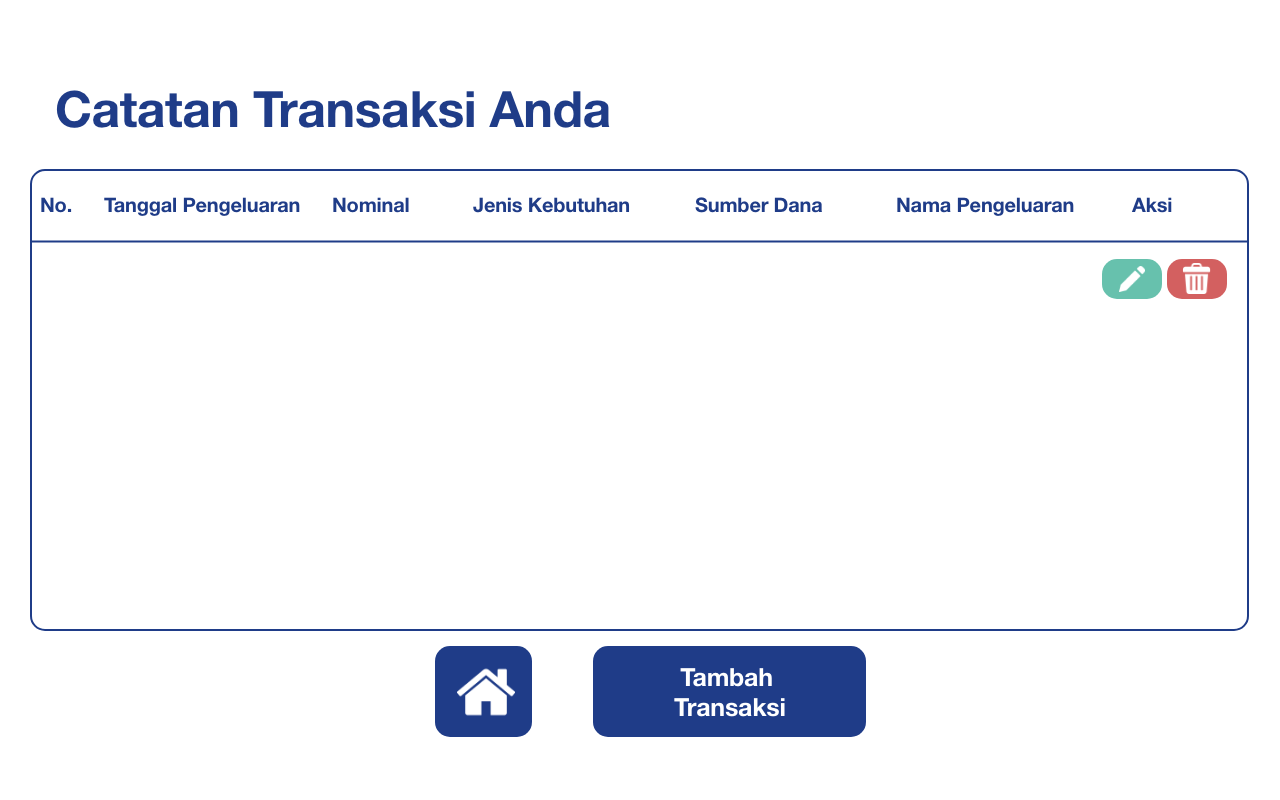 Catatan Transaksi Anda
No. Tanggal Pengeluaran Nominal Jenis Kebutuhan Sumber Dana Nama Pengeluaran Aksi
Tambah
Transaksi